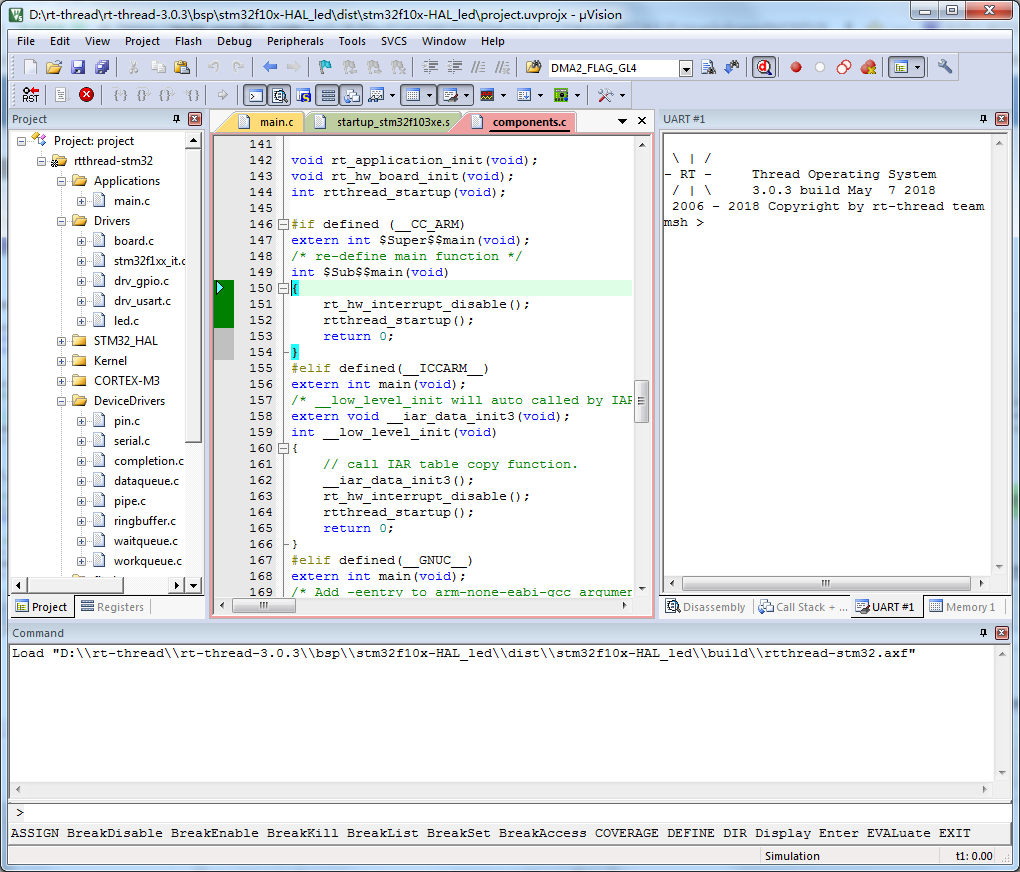 D:\rt-thread\rt-thread-3.0.3\bsp\stm32f10x-HAL_led\dist\stm32f10x-HAL_led\project.uvprojx - µVision
File Edit View Project Flash Debug Peripherals Tools SVCS Window Help
DMA2_FLAG_GL4
RST
Project
Project: project
rtthread-stm32
Applications
main.c
Drivers
board.c
stm32f1xx_it.c
drv_gpio.c
drv_usart.c
led.c
STM32_HAL
Kernel
CORTEX-M3
DeviceDrivers
pin.c
serial.c
completion.c
dataqueue.c
pipe.c
ringbuffer.c
waitqueue.c
workqueue.c
Project Registers
main.c startup_stm32f103xe.s components.c
141
142 void rt_application_init(void);
143 void rt_hw_board_init(void);
144 int rtthread_startup(void);
145
146 #if defined (__CC_ARM)
147 extern int $Super$$main(void);
148 /* re-define main function */
149 int $Sub$$main(void)
150 {
151 rt_hw_interrupt_disable();
152 rtthread_startup();
153 return 0;
154 }
155 #elif defined(__ICCARM__)
156 extern int main(void);
157 /* __low_level_init will auto called by IAR
158 extern void __iar_data_init3(void);
159 int __low_level_init(void)
160 {
161 // call IAR table copy function.
162 __iar_data_init3();
163 rt_hw_interrupt_disable();
164 rtthread_startup();
165 return 0;
166 }
167 #elif defined(__GNUC__)
168 extern int main(void);
169 /* Add -eentry to arm-none-eabi-gcc argumen
UART #1
\ | /
- RT - Thread Operating System
/ | \ 3.0.3 build May 7 2018
2006 - 2018 Copyright by rt-thread team
msh >
Disassembly Call Stack + ... UART #1 Memory 1
Command
Load "D:\\rt-thread\\rt-thread-3.0.3\\bsp\\stm32f10x-HAL_led\\dist\\stm32f10x-HAL_led\\build\\rtthread-stm32.axf"
>
ASSIGN BreakDisable BreakEnable BreakKill BreakList BreakSet BreakAccess COVERAGE DEFINE DIR Display Enter EVALuate EXIT
Simulation t1: 0.00